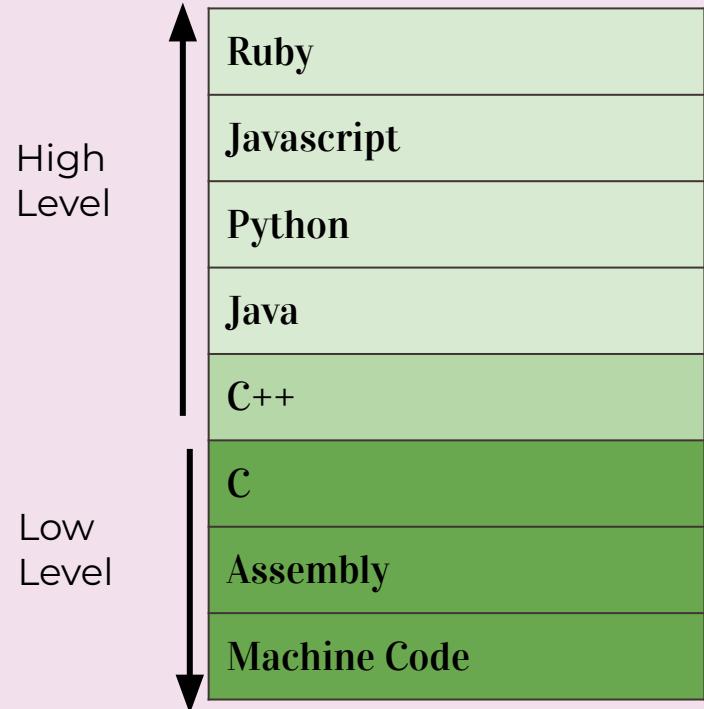 Ruby
Javascript
High
Level
Python
Java
C++
C
Low
Level
Assembly
Machine Code